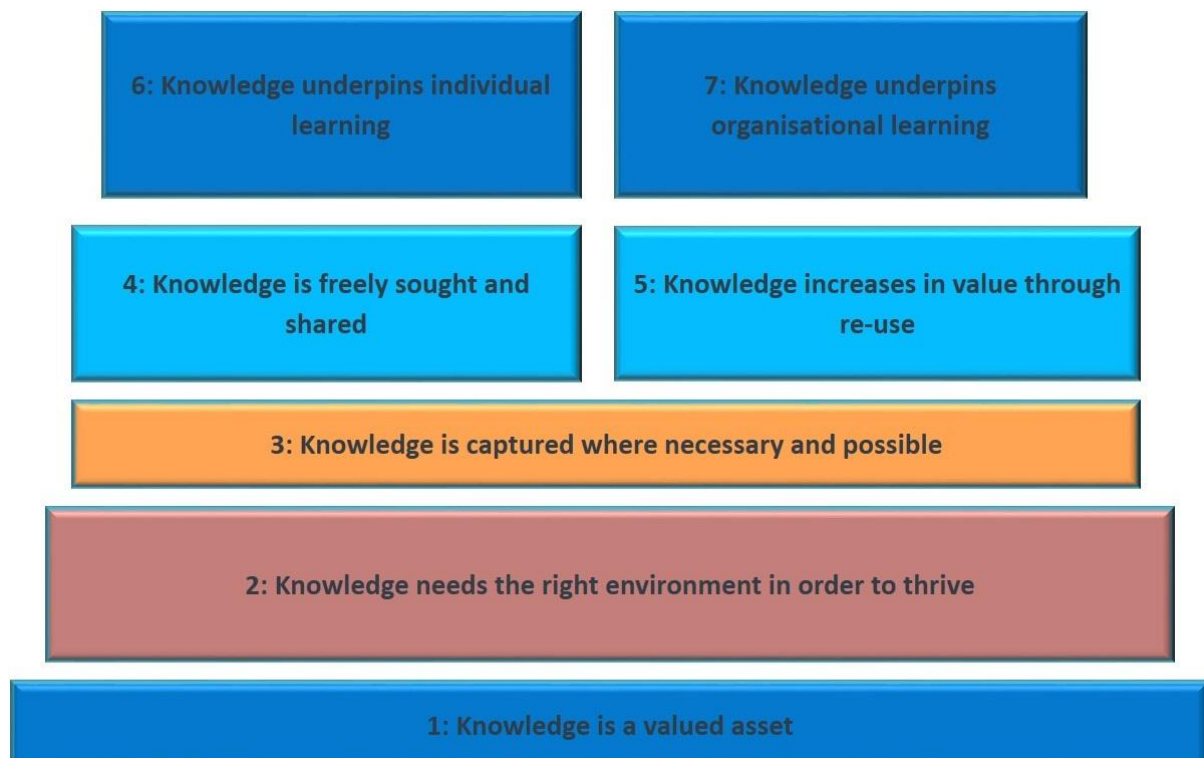 6: Knowledge underpins individual
learning
7: Knowledge underpins
organisational learning
4: Knowledge is freely sought and
shared
5: Knowledge increases in value through
re-use
3: Knowledge is captured where necessary and possible
2: Knowledge needs the right environment in order to thrive
1: Knowledge is a valued asset